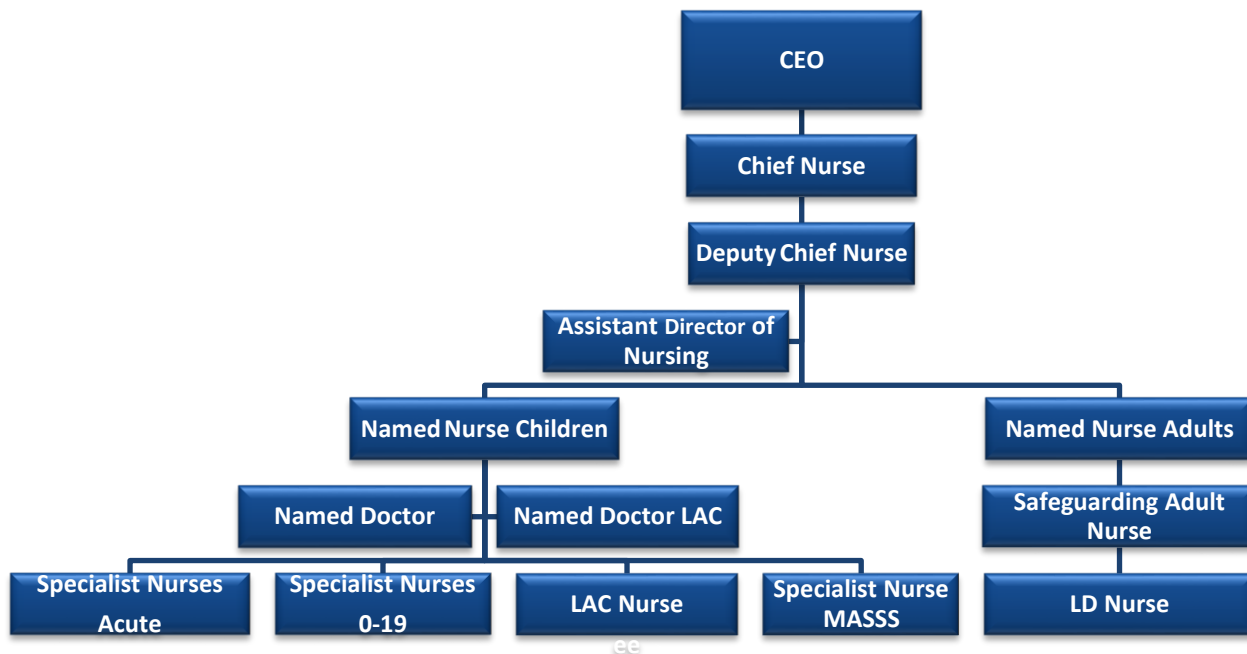 CEO
Chief Nurse
Deputy Chief Nurse
Assistant Director of
Nursing
Named Nurse Children
Named Nurse Adults
Named Doctor
Named Doctor LAC
Safeguarding Adult
Nurse
Specialist Nurses
Acute
Specialist Nurses
0-19
LAC Nurse
Specialist Nurse
MASSS
LD Nurse
ee